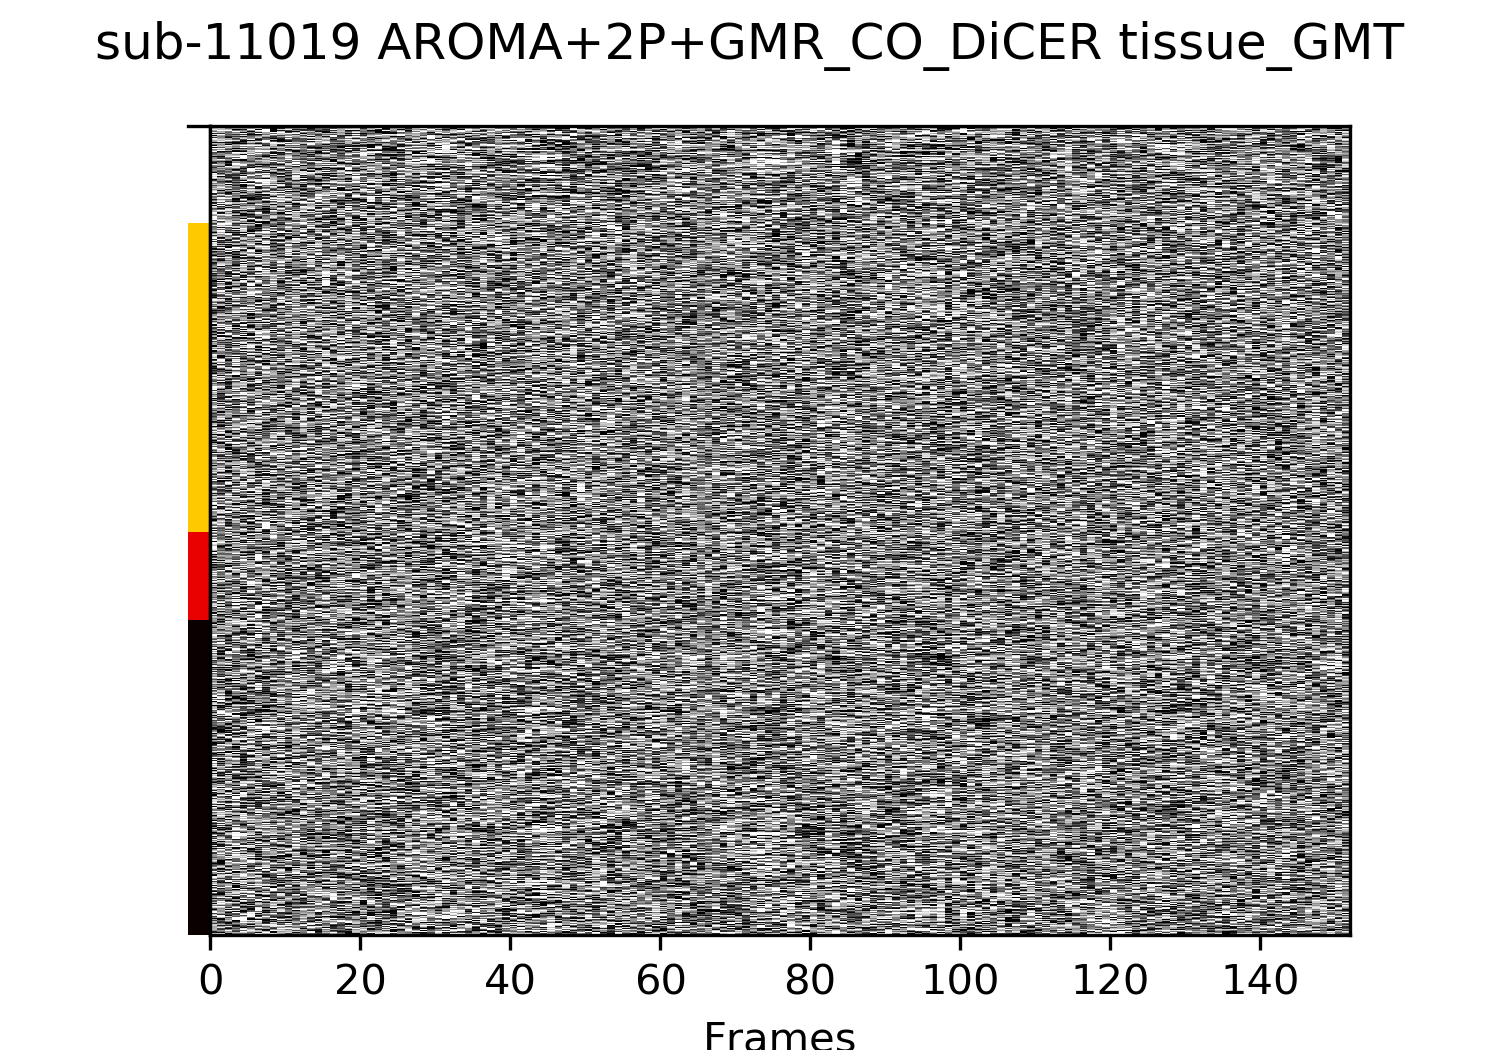 sub-11019 AROMA+2P+GMR_CO_DiCER tissue_GMT
0 20 40 60 80 100 120 140
Frames